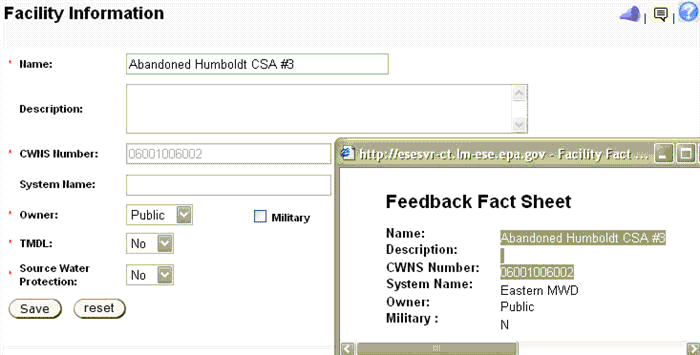 Facility Information
* Name: Abandoned Humboldt CSA #3
Description:
* CWNS Number: 06001006002
System Name:
* Owner: Public Military
* TMDL: No
* Source Water
Protection: No
Save reset
http://esesvr-ct.lm-ese.epa.gov - Facility Fact ...
Feedback Fact Sheet
Name: Abandoned Humboldt CSA #3
Description:
CWNS Number: 06001006002
System Name: Eastern MWD
Owner: Public
Military : N